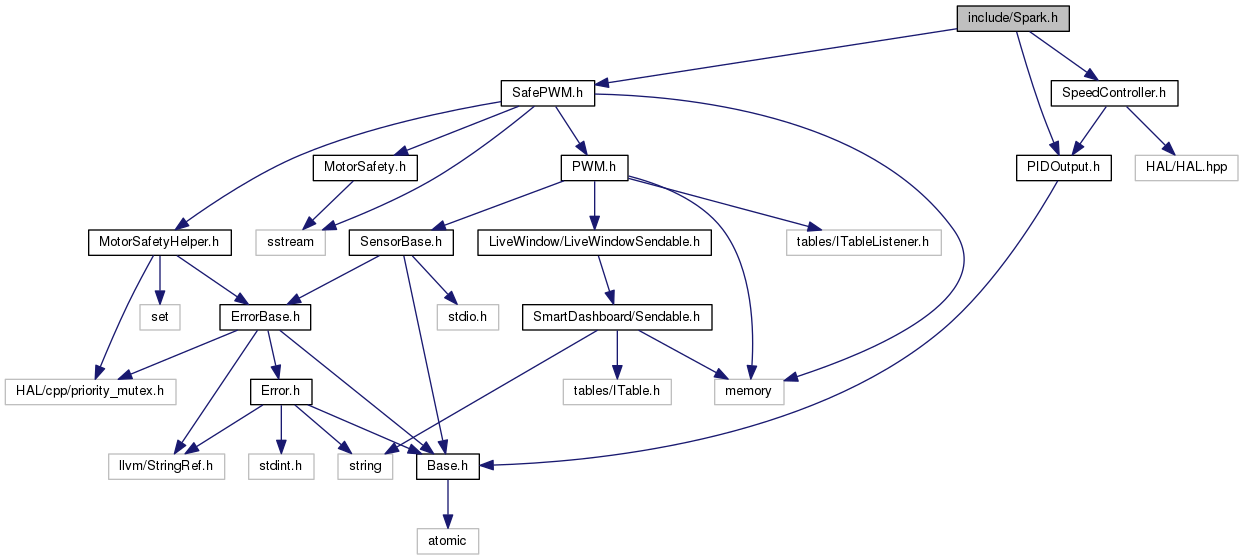 include/Spark.h
SafePWM.h
SpeedController.h
MotorSafety.h
PWM.h
PIDOutput.h
HAL/HAL.hpp
MotorSafetyHelper.h
sstream
SensorBase.h
LiveWindow/LiveWindowSendable.h
tables/ITableListener.h
set
ErrorBase.h
stdio.h
SmartDashboard/Sendable.h
HAL/cpp/priority_mutex.h
Error.h
tables/ITable.h
memory
llvm/StringRef.h
stdint.h
string
Base.h
atomic